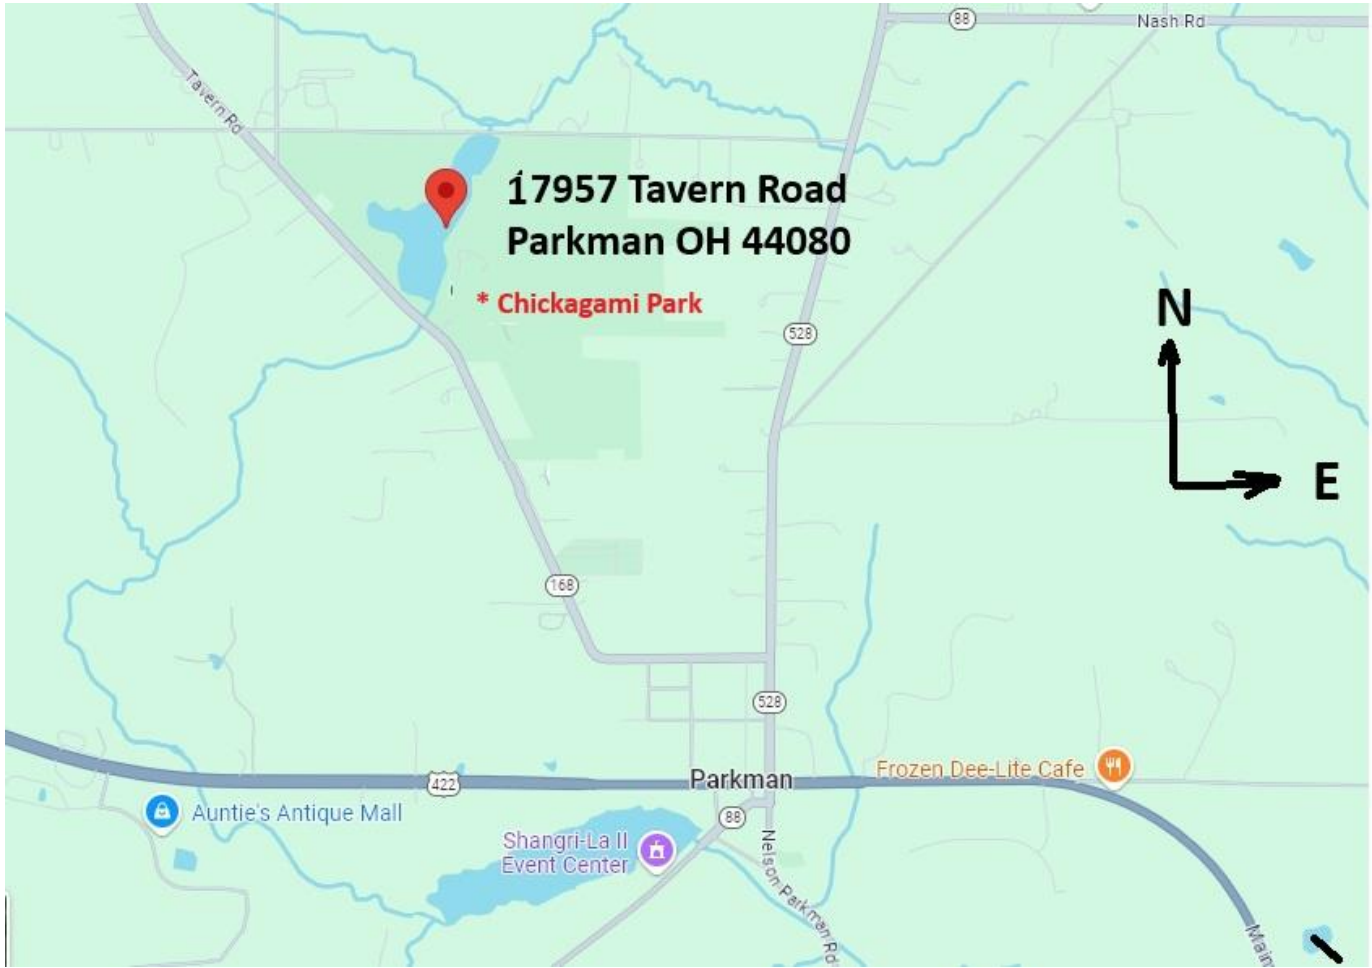 88
Nash Rd
Tavern Rd
17957 Tavern Road
Parkman OH 44080
* Chickagami Park
N
528
E
168
528
422
Parkman
Frozen Dee-Lite Cafe
Auntie's Antique Mall
88
Shangri-La II
Event Center
Nelson Parkman Rd
Main